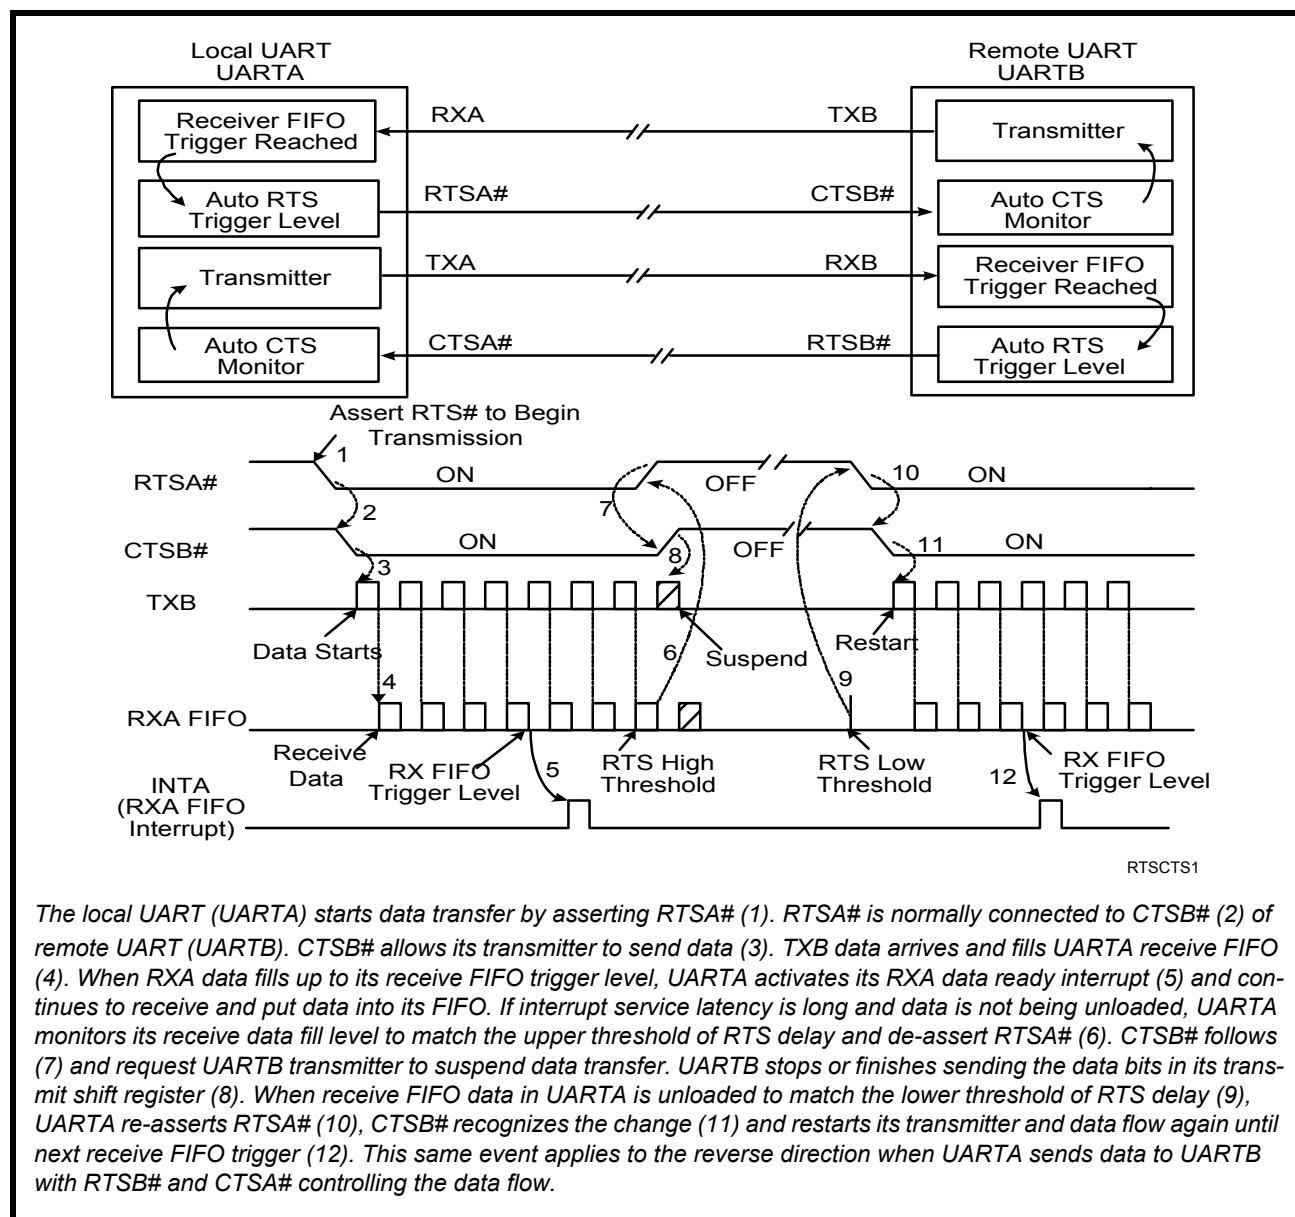 Local UART
UARTA
Remote UART
UARTB
Receiver FIFO
Trigger Reached
RXA
TXB
Transmitter
Auto RTS
Trigger Level
RTSA#
CTSB#
Auto CTS
Monitor
Transmitter
TXA
RXB
Receiver FIFO
Trigger Reached
Auto CTS
Monitor
CTSA#
RTSB#
Auto RTS
Trigger Level
Assert RTS# to Begin
Transmission
RTSA#
1
ON
OFF
10
ON
2
7
CTSB#
ON
8
OFF
11
ON
3
TXB
Data Starts
6
Suspend
Restart
4
9
RXA FIFO
Receive
Data
RX FIFO
Trigger Level
5
RTS High
Threshold
RTS Low
Threshold
12
RX FIFO
Trigger Level
INTA
(RXA FIFO
Interrupt)
RTSCTS1
The local UART (UARTA) starts data transfer by asserting RTSA# (1). RTSA# is normally connected to CTSB# (2) of
remote UART (UARTB). CTSB# allows its transmitter to send data (3). TXB data arrives and fills UARTA receive FIFO
(4). When RXA data fills up to its receive FIFO trigger level, UARTA activates its RXA data ready interrupt (5) and con-
tinues to receive and put data into its FIFO. If interrupt service latency is long and data is not being unloaded, UARTA
monitors its receive data fill level to match the upper threshold of RTS delay and de-assert RTSA# (6). CTSB# follows
(7) and request UARTB transmitter to suspend data transfer. UARTB stops or finishes sending the data bits in its trans-
mit shift register (8). When receive FIFO data in UARTA is unloaded to match the lower threshold of RTS delay (9),
UARTA re-asserts RTSA# (10), CTSB# recognizes the change (11) and restarts its transmitter and data flow again until
next receive FIFO trigger (12). This same event applies to the reverse direction when UARTA sends data to UARTB
with RTSB# and CTSA# controlling the data flow.